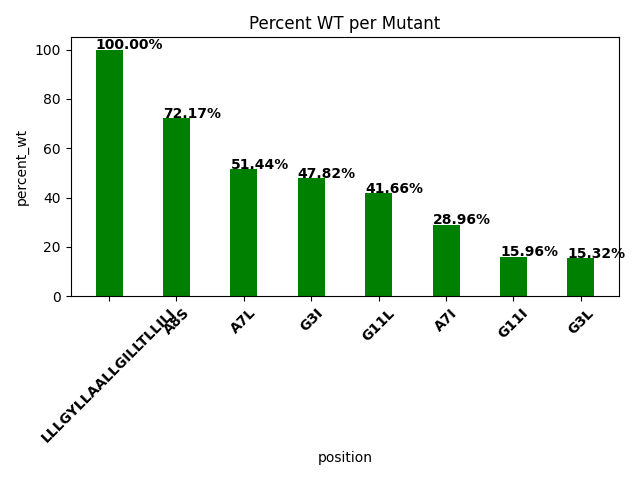 Percent WT per Mutant
percent_wt
100
80
60
40
20
0
100.00%
72.17%
51.44%
47.82%
41.66%
28.96%
15.96%
15.32%
LLLGYLLAALLGILLTLLILI
A8S
A7L
G3I
G11L
A7I
G11I
G3L
position